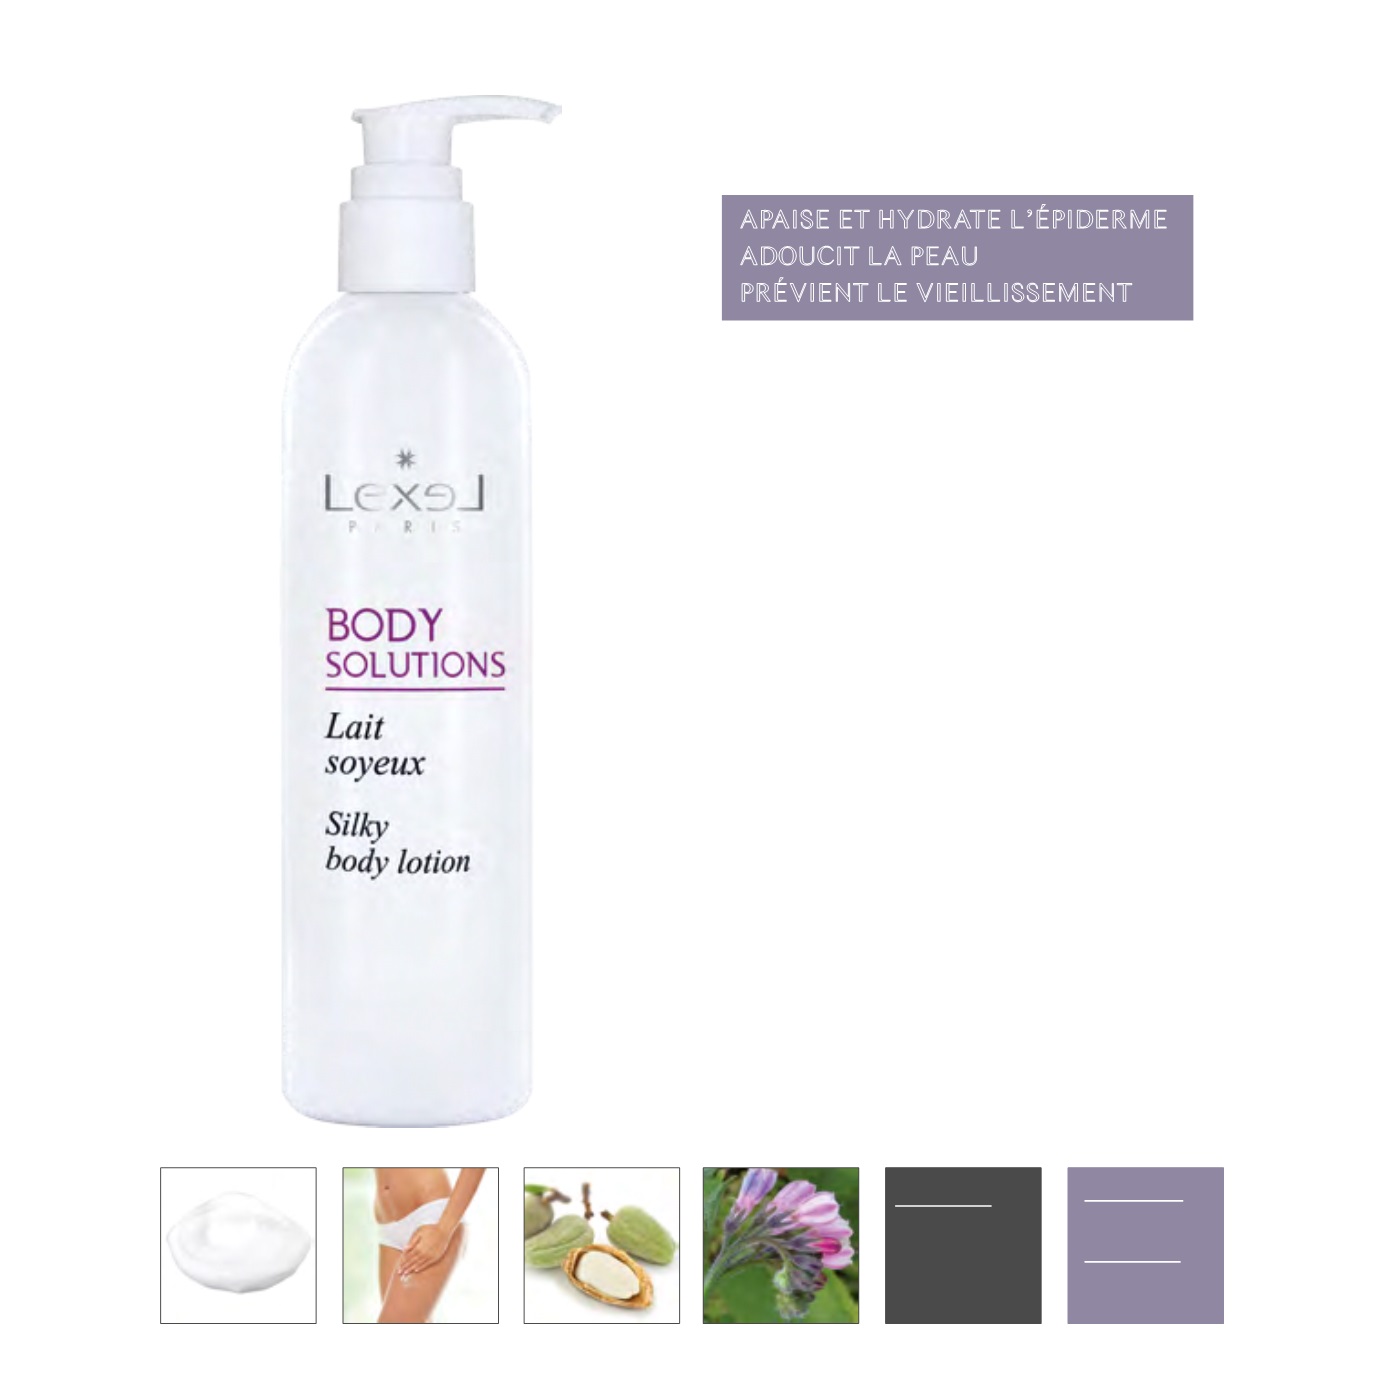 APAISE ET HYDRATE L'ÉPIDERME
ADOUCIT LA PEAU
PRÉVIENT LE VIEILLISSEMENT
LexeL
PARIS
BODY
SOLUTIONS
Lait
soyeux
Silky
body lotion